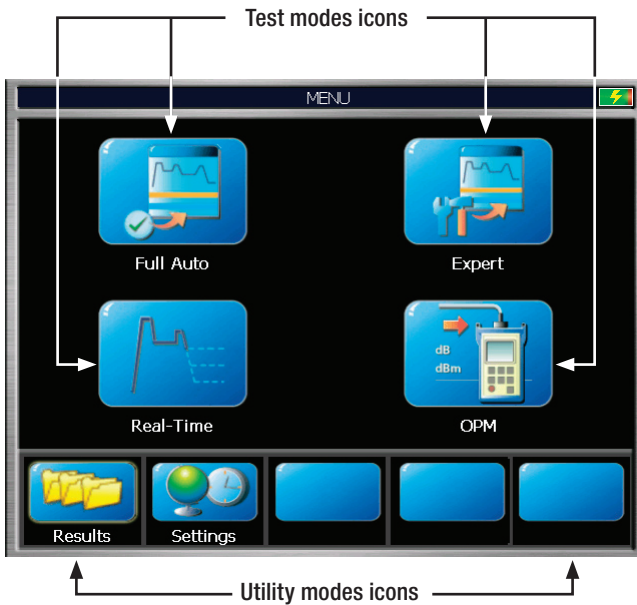 Test modes icons
MENU
Full Auto
Expert
dB
dBm
Real-Time
OPM
Results
Settings
Utility modes icons